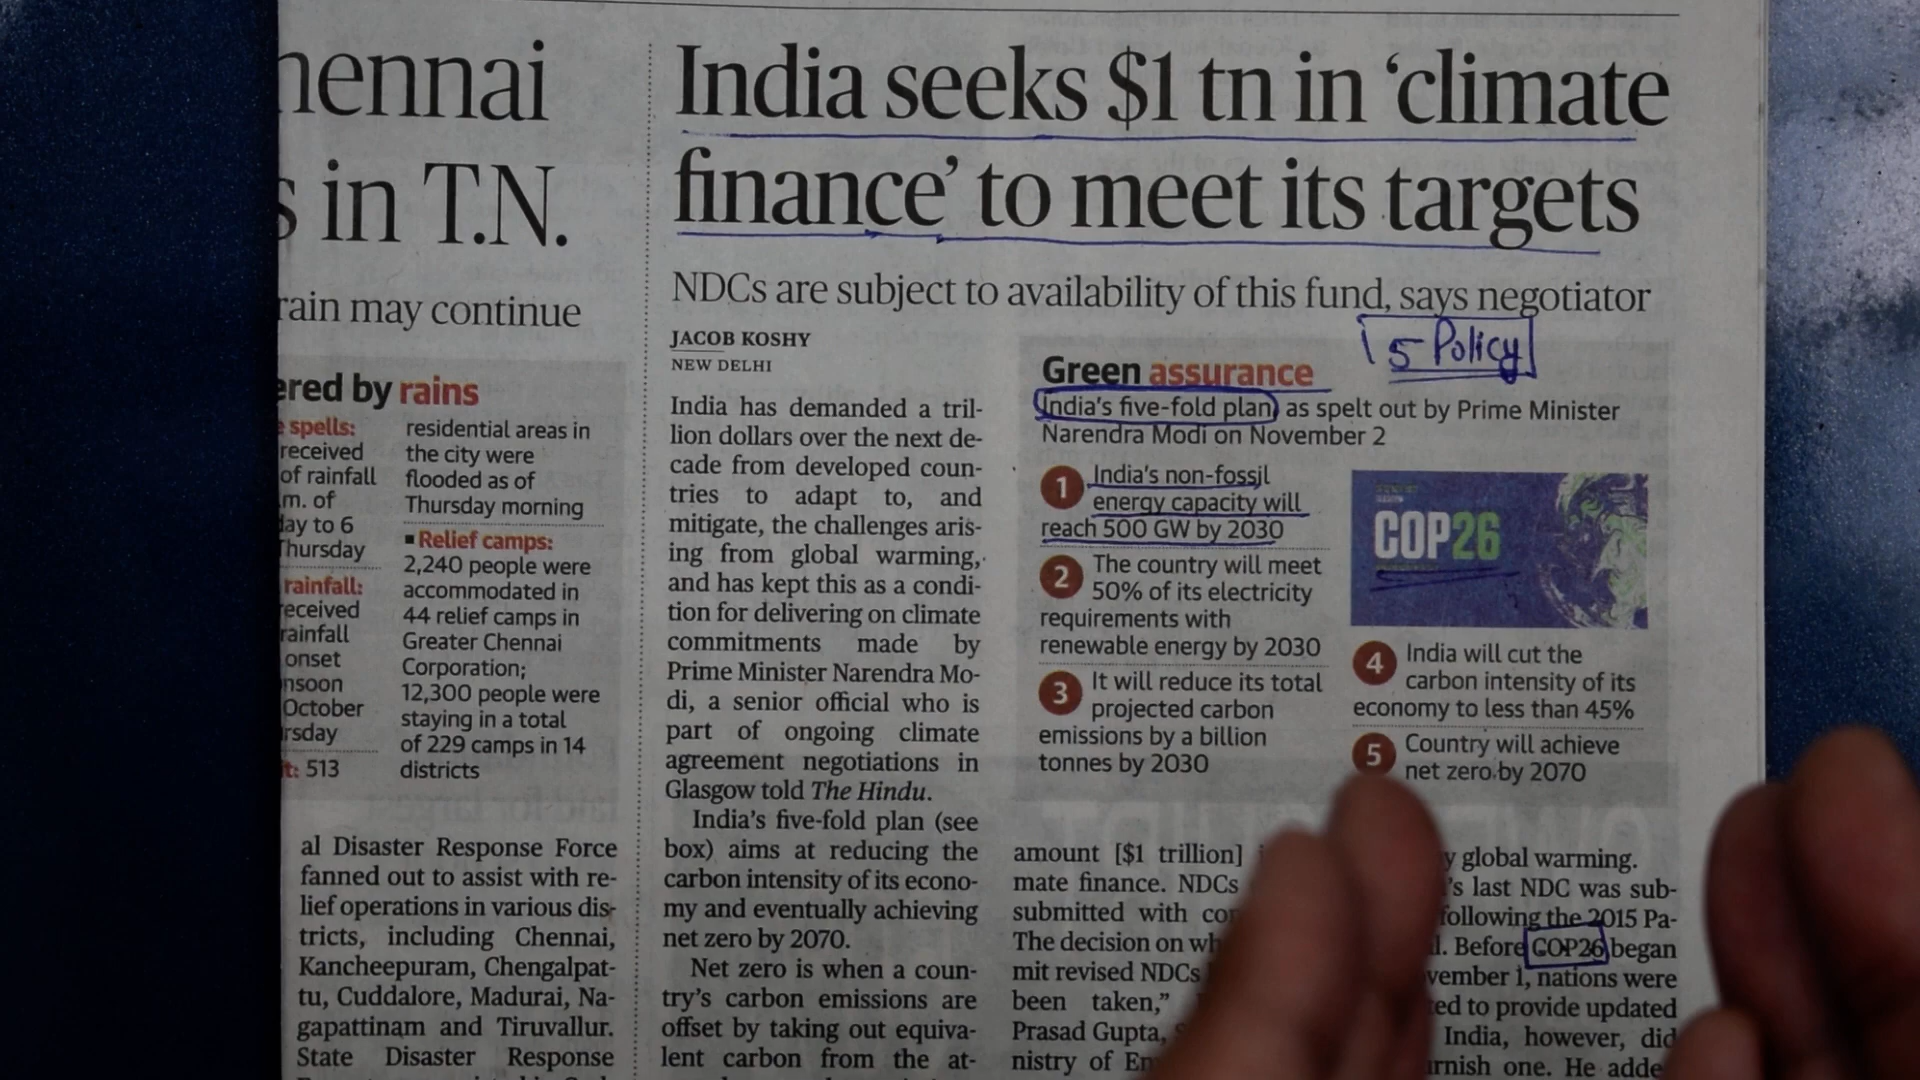 hennai
s in T.N.
rain may continue
ered by rains
spells:
received
of rainfall
m. of
day to 6
Thursday
rainfall:
received
rainfall
onset
nsoon
October
rsday
t: 513
residential areas in
the city were
flooded as of
Thursday morning
■ Relief camps:
2,240 people were
accommodated in
44 relief camps in
Greater Chennai
Corporation;
12,300 people were
staying in a total
of 229 camps in 14
districts
al Disaster Response Force
fanned out to assist with re-
lief operations in various dis-
tricts, including Chennai,
Kancheepuram, Chengalpat-
tu, Cuddalore, Madurai, Na-
gapattinam and Tiruvallur.
State Disaster Response
India seeks $1 tn in ‘climate
finance’ to meet its targets
NDCs are subject to availability of this fund, says negotiator
JACOB KOSHY
NEW DELHI
India has demanded a tril-
lion dollars over the next de-
cade from developed coun-
tries to adapt to, and
mitigate, the challenges aris-
ing from global warming,
and has kept this as a condi-
tion for delivering on climate
commitments made by
Prime Minister Narendra Mo-
di, a senior official who is
part of ongoing climate
agreement negotiations in
Glasgow told The Hindu.
India’s five-fold plan (see
box) aims at reducing the
carbon intensity of its econo-
my and eventually achieving
net zero by 2070.
Net zero is when a coun-
try’s carbon emissions are
offset by taking out equiva-
lent carbon from the at-
5 Policy
Green assurance
India’s five-fold plan, as spelt out by Prime Minister
Narendra Modi on November 2
1 India’s non-fossil
energy capacity will
reach 500 GW by 2030
2 The country will meet
50% of its electricity
requirements with
renewable energy by 2030
3 It will reduce its total
projected carbon
emissions by a billion
tonnes by 2030
COP26
4 India will cut the
carbon intensity of its
economy to less than 45%
5 Country will achieve
net zero by 2070
amount [$1 trillion]
mate finance. NDCs
submitted with
The decision on
mit revised NDCs
been taken,”
Prasad Gupta,
nistry of
y global warming.
’s last NDC was sub-
following the 2015 Pa-
l. Before COP26 began
vember 1, nations were
ted to provide updated
India, however, did
urnish one. He adde